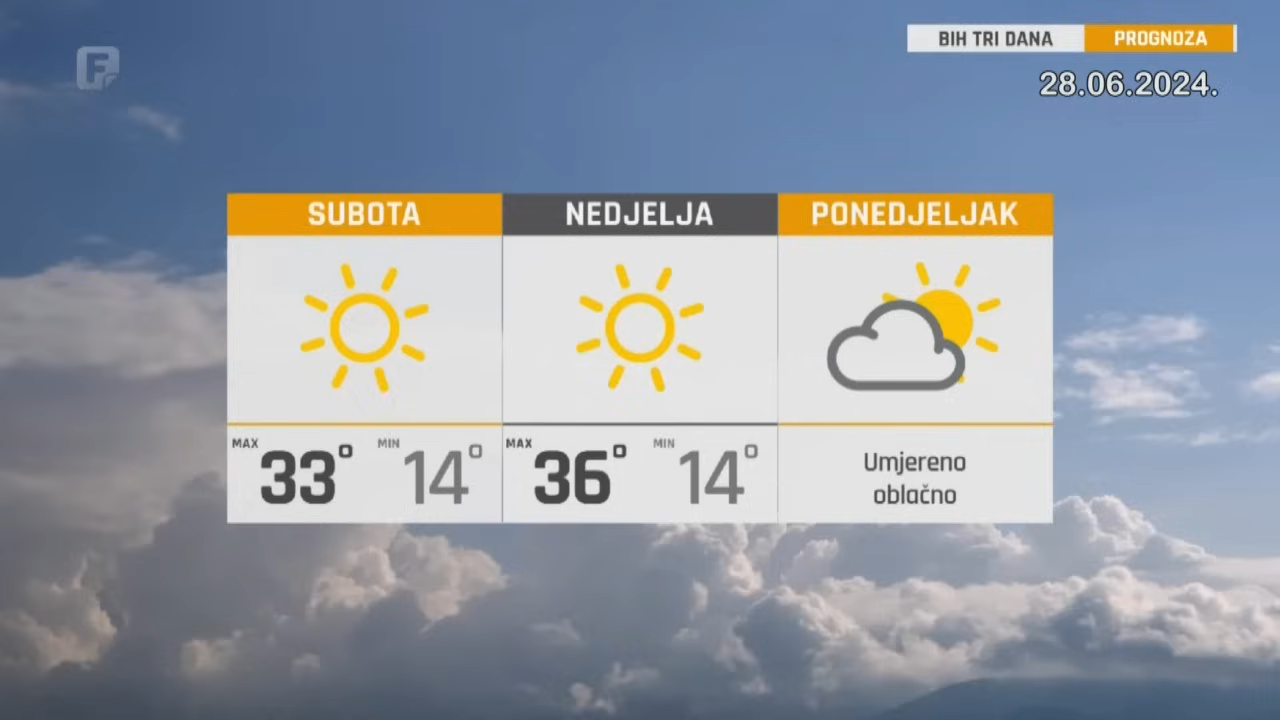 F
BIH TRI DANA
PROGNOZA
28.06.2024.
SUBOTA
NEDJELJA
PONEDJELJAK
MAX 33° MIN 14°
MAX 36° MIN 14°
Umjereno
oblačno